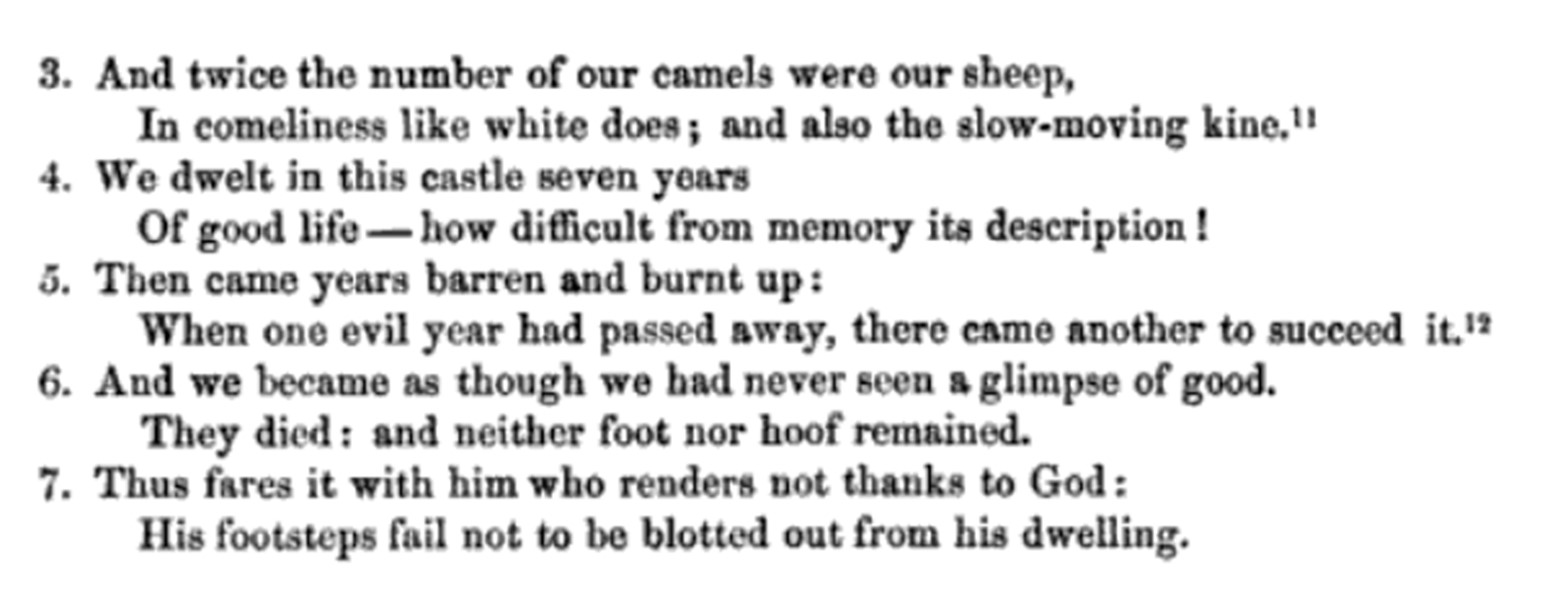 3. And twice the number of our camels were our sheep,
In comeliness like white does; and also the slow-moving kine.¹¹
4. We dwelt in this castle seven years
Of good life—how difficult from memory its description!
5. Then came years barren and burnt up:
When one evil year had passed away, there came another to succeed it.¹²
6. And we became as though we had never seen a glimpse of good.
They died: and neither foot nor hoof remained.
7. Thus fares it with him who renders not thanks to God:
His footsteps fail not to be blotted out from his dwelling.